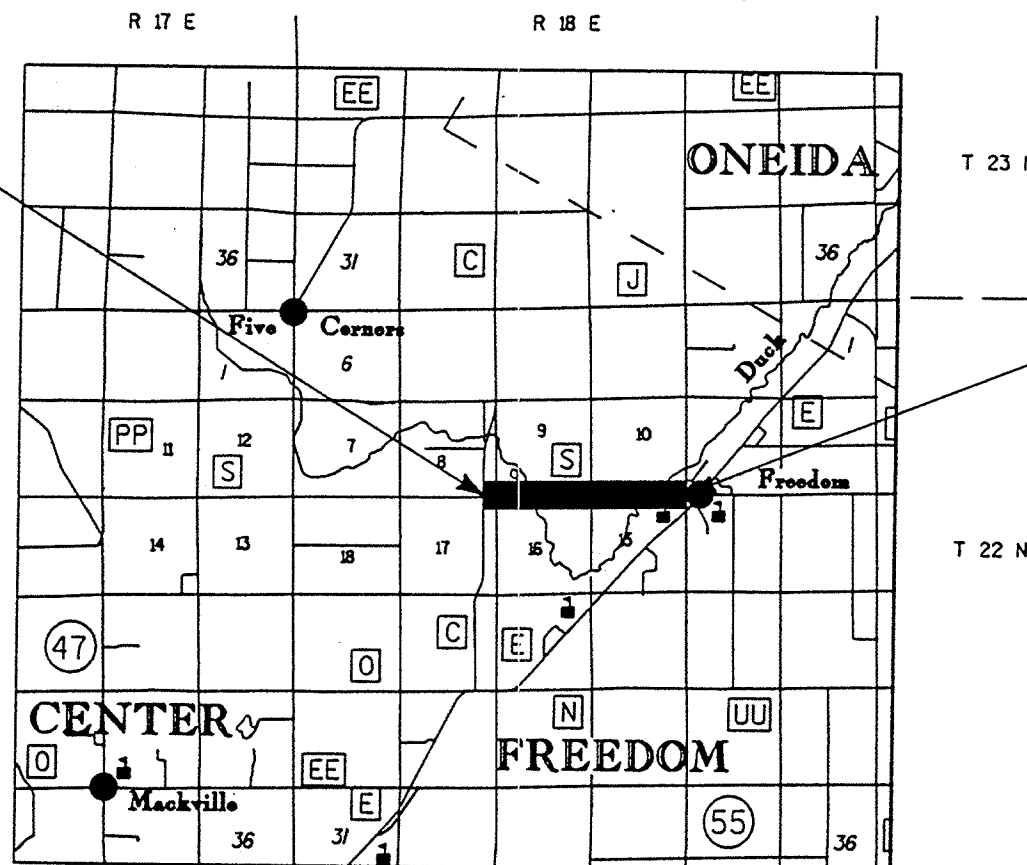 R 17 E
R 18 E
EE
EE
ONEIDA
T 23
36
31
C
J
36
Five Corners
Duck
1
6
1
PP
11
12
S
7
8
9
9
S
10
E
Freedom
14
13
18
17
16
15
T 22 N
47
C
E
O
CENTER
N
UU
FREEDOM
O
EE
Mackville
E
55
36
31
36